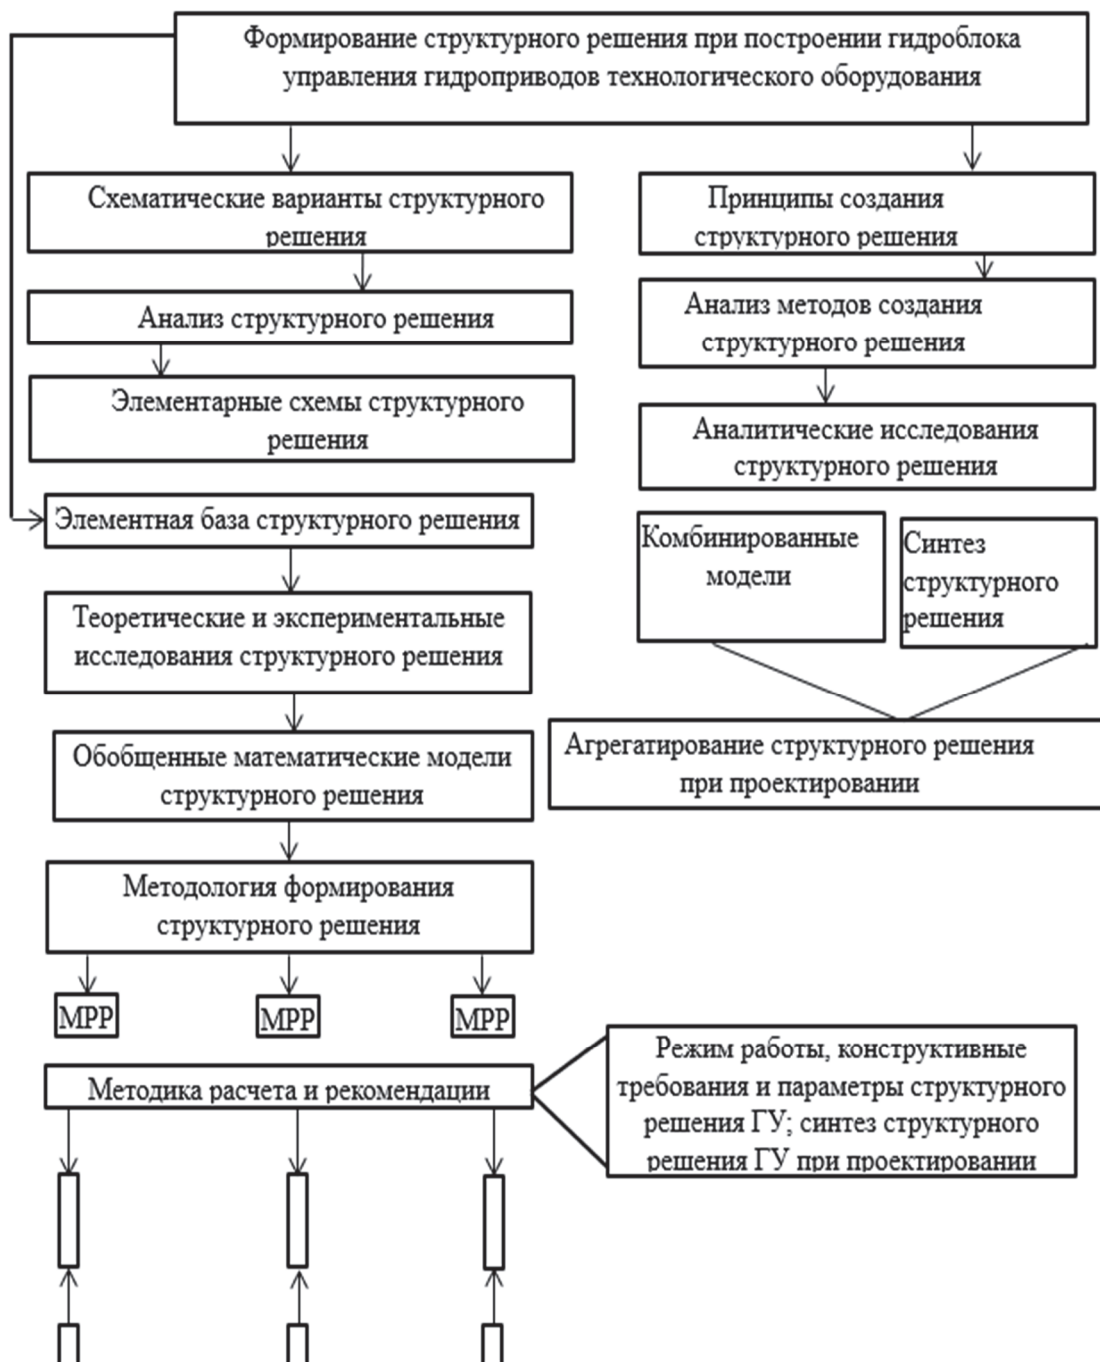 Формирование структурного решения при построении гидроблока
управления гидроприводов технологического оборудования
Схематические варианты структурного
решения
Анализ структурного решения
Элементарные схемы структурного
решения
Элементная база структурного решения
Теоретические и экспериментальные
исследования структурного решения
Обобщенные математические модели
структурного решения
Методология формирования
структурного решения
МРР
МРР
МРР
Методика расчета и рекомендации
Принципы создания
структурного решения
Анализ методов создания
структурного решения
Аналитические исследования
структурного решения
Комбинированные
модели
Синтез
структурного
решения
Агрегатирование структурного решения
при проектировании
Режим работы, конструктивные
требования и параметры структурного
решения ГУ; синтез структурного
решения ГУ при проектировании